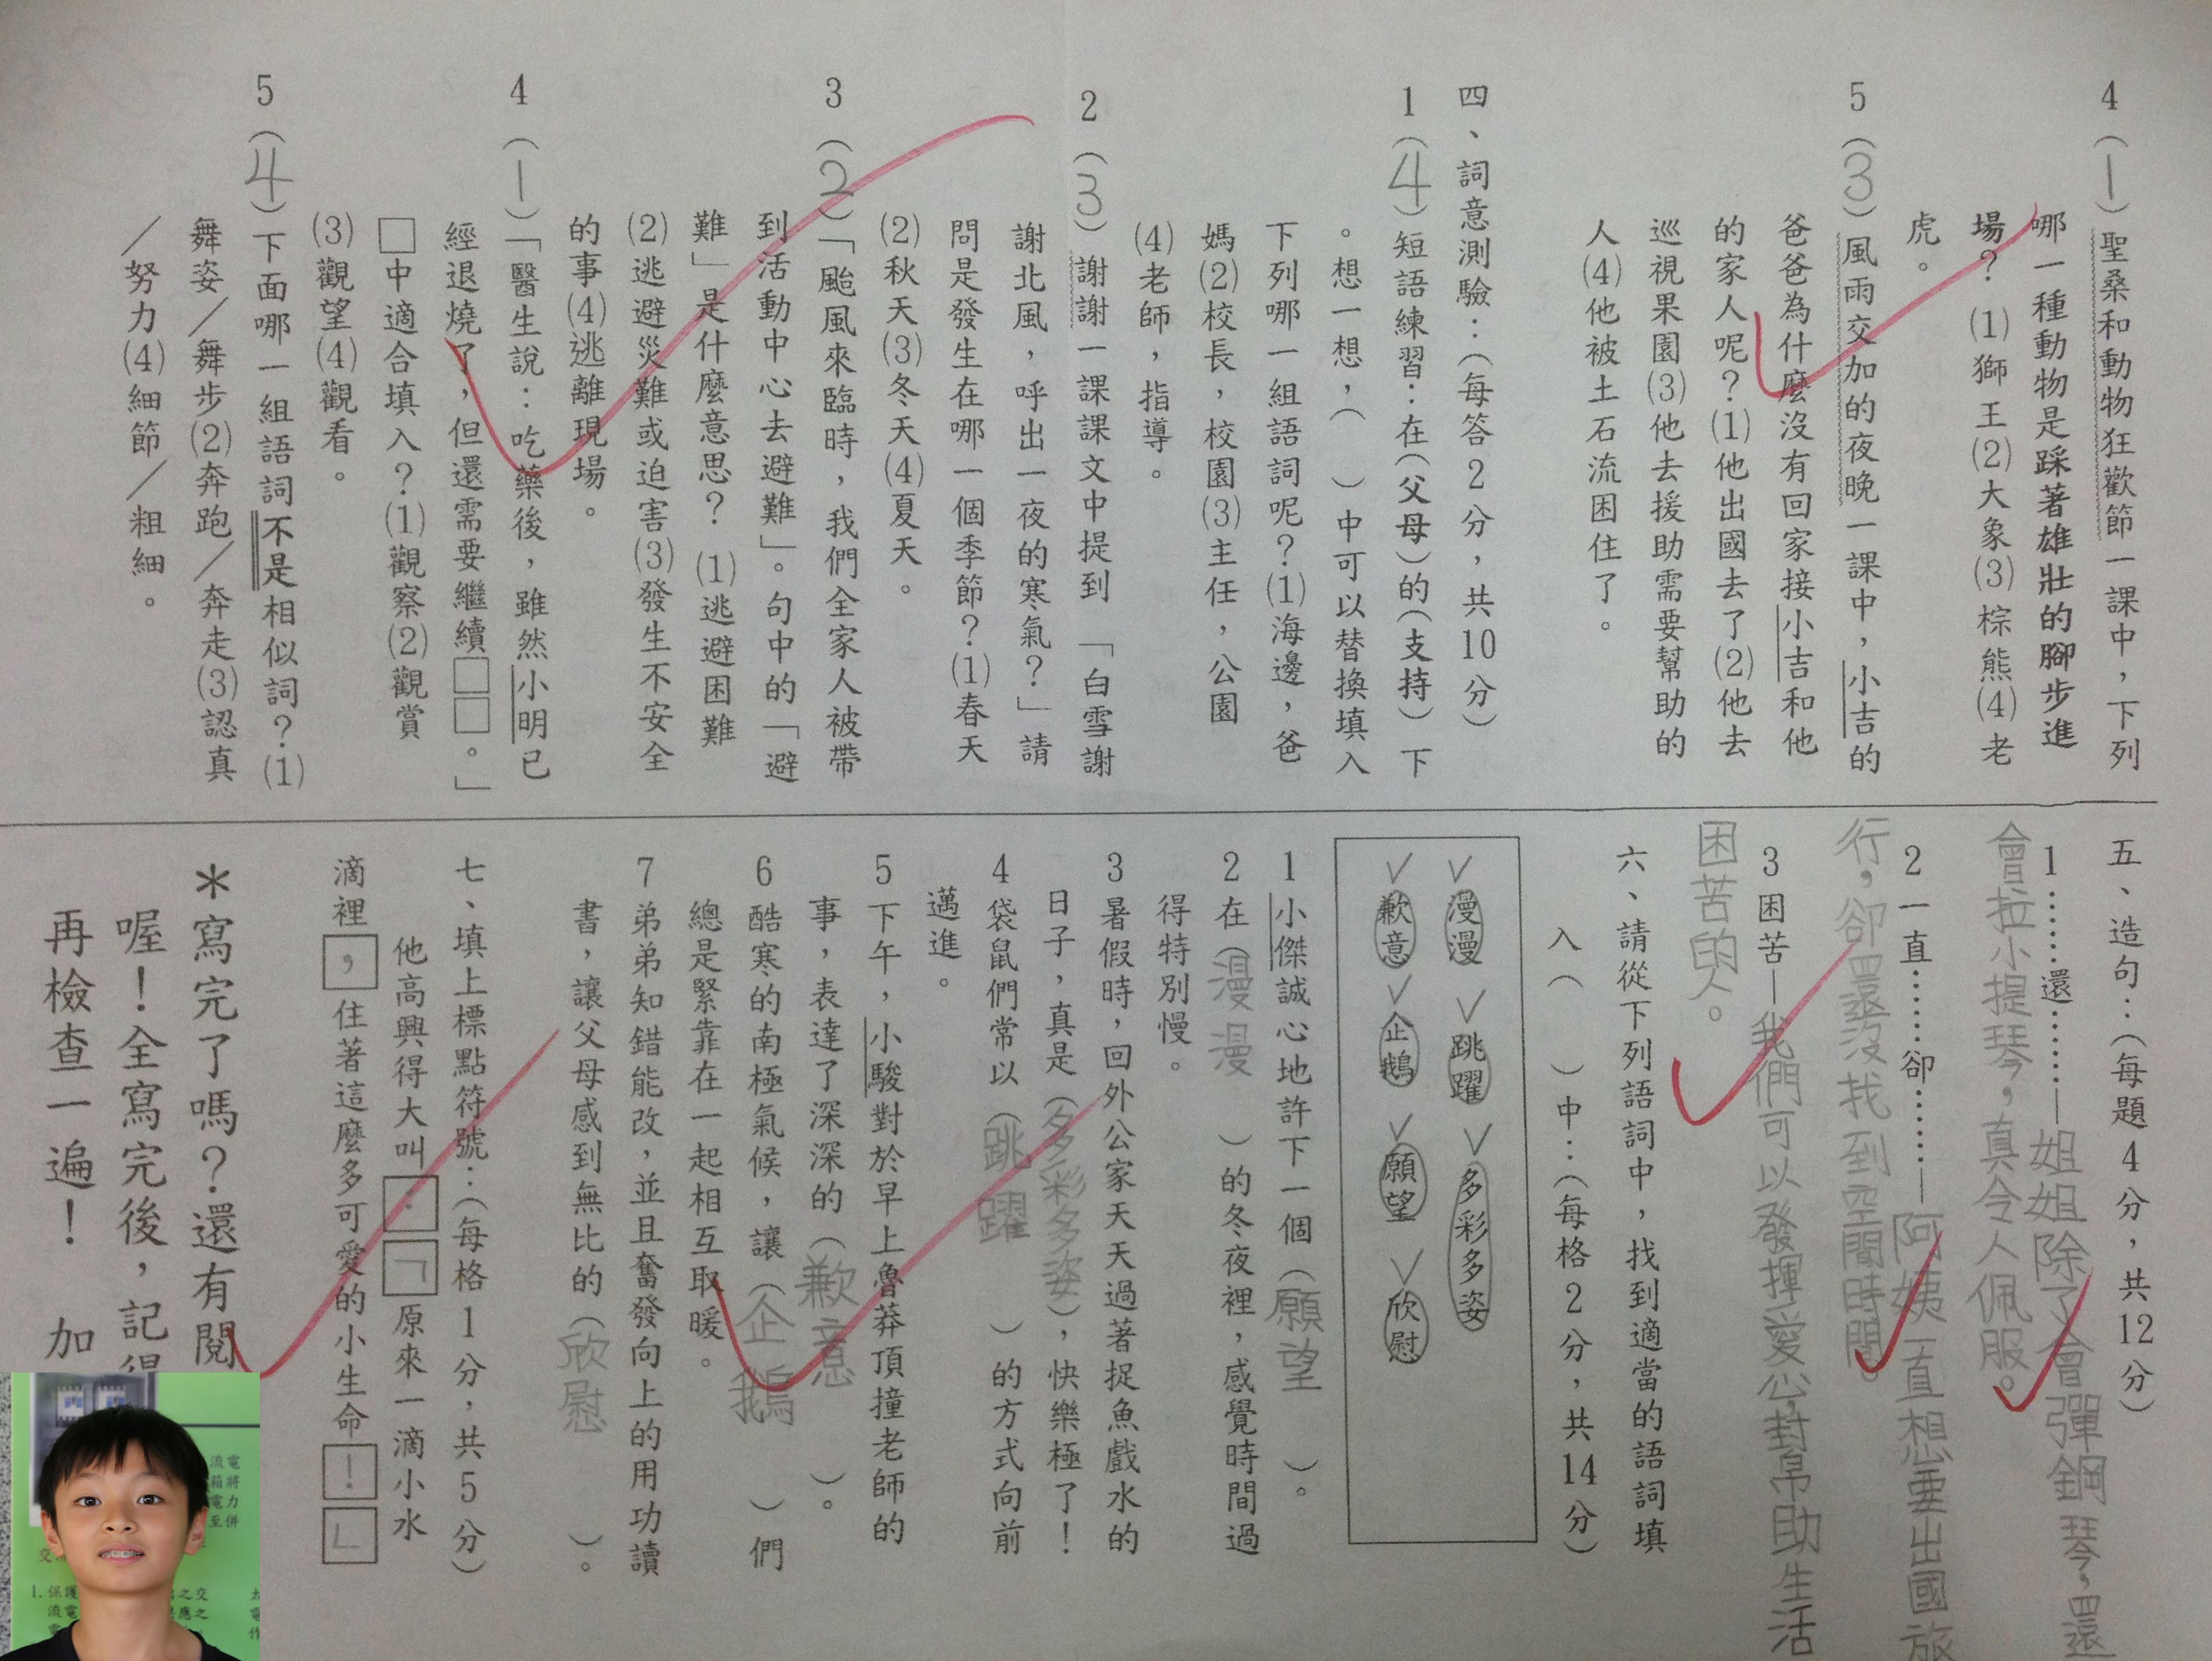 4（1）聖桑和動物狂歡節一課中，下列
哪一種動物是踩著雄壯的腳步進
場？(1)獅王(2)大象(3)棕熊(4)老
虎。
5（3）風雨交加的夜晚一課中，小吉的
爸爸為什麼沒有回家接小吉和他
的家人呢？(1)他出國去了(2)他去
巡視果園(3)他去援助需要幫助的
人(4)他被土石流困住了。
四、詞意測驗：（每答2分，共10分）
1（4）短語練習：在（父母）的（支持）下
。想一想，（ ）中可以替換填入
下列哪一組語詞呢？(1)海邊，爸
媽(2)校長，校園(3)主任，公園
(4)老師，指導。
2（3）謝謝一課課文中提到「白雪謝
謝北風，呼出一夜的寒氣？」請
問是發生在哪一個季節？(1)春天
(2)秋天(3)冬天(4)夏天。
3（2）「颱風來臨時，我們全家人被帶
到活動中心去避難」。句中的「避
難」是什麼意思？(1)逃避困難
(2)逃避災難或迫害(3)發生不安全
的事(4)逃離現場。
4（1）「醫生說：吃藥後，雖然小明已
經退燒了，但還需要繼續□□。」
□中適合填入？(1)觀察(2)觀賞
(3)觀望(4)觀看。
5（4）下面哪一組語詞不是相似詞？(1)
舞姿／舞步(2)奔跑／奔走(3)認真
／努力(4)細節／粗細。
五、造句：（每題4分，共12分）
1……還……—姐姐除了會彈鋼琴，還
會拉小提琴，真令人佩服。
2一直……卻……—阿姨一直想要出國旅
行，卻還沒找到空閒時間。
3困苦—我們可以發揮愛心，封帛助生活
困苦的人。
六、請從下列語詞中，找到適當的語詞填
入（ ）中：（每格2分，共14分）
✓漫漫 ✓跳躍 ✓多彩多姿
✓歉意 ✓企鵝 ✓願望 ✓欣慰
1小傑誠心地許下一個（願望）。
2在（漫漫）的冬夜裡，感覺時間過
得特別慢。
3暑假時，回外公家天天過著捉魚戲水的
日子，真是（多彩多姿），快樂極了！
4袋鼠們常以（跳躍）的方式向前
邁進。
5下午，小駿對於早上魯莽頂撞老師的
事，表達了深深的（歉意）。
6酷寒的南極氣候，讓（企鵝）們
總是緊靠在一起相互取暖。
7弟弟知錯能改，並且奮發向上的用功讀
書，讓父母感到無比的（欣慰）。
七、填上標點符號：（每格1分，共5分）
他高興得大叫：「原來一滴小水
滴裡，住著這麼多可愛的小生命！」
＊寫完了嗎？還有閱
喔！全寫完後，記得
再檢查一遍！ 加
流電
箱將
電力
至併
1.保護
流電
之交
應之